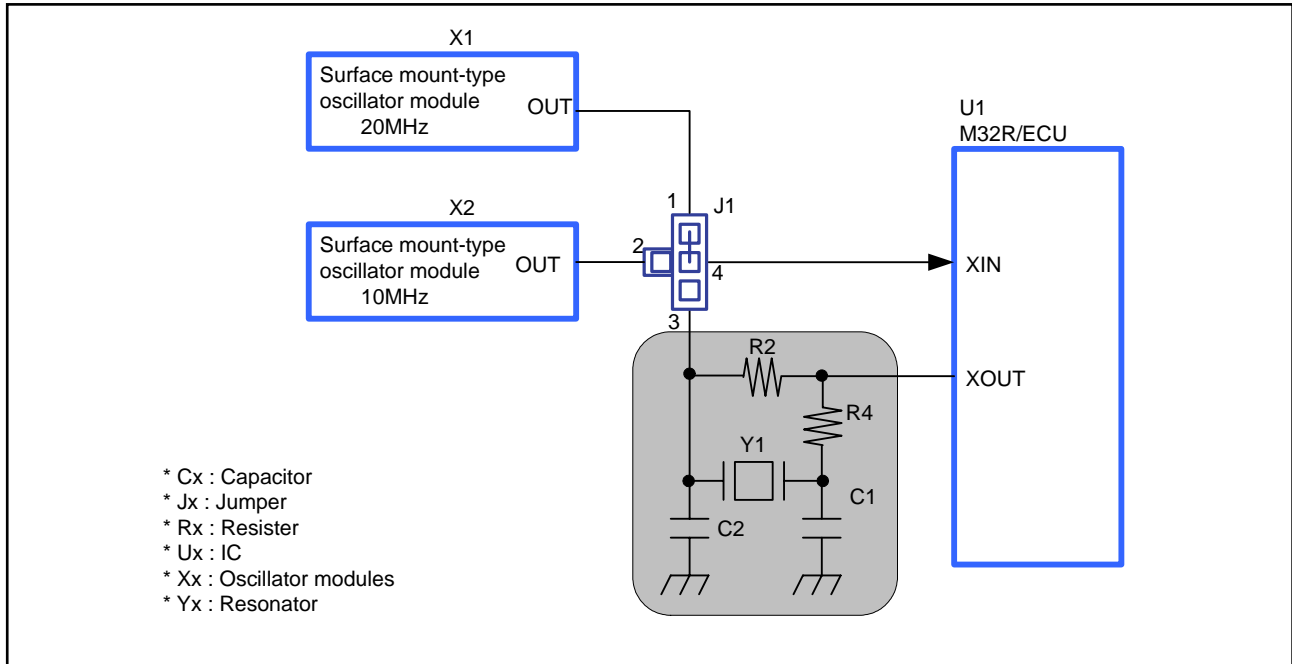 X1
Surface mount-type
oscillator module
20MHz
OUT
U1
M32R/ECU
X2
Surface mount-type
oscillator module
10MHz
OUT
1
J1
2
4
3
XIN
R2
XOUT
R4
Y1
C1
C2
* Cx : Capacitor
* Jx : Jumper
* Rx : Resister
* Ux : IC
* Xx : Oscillator modules
* Yx : Resonator